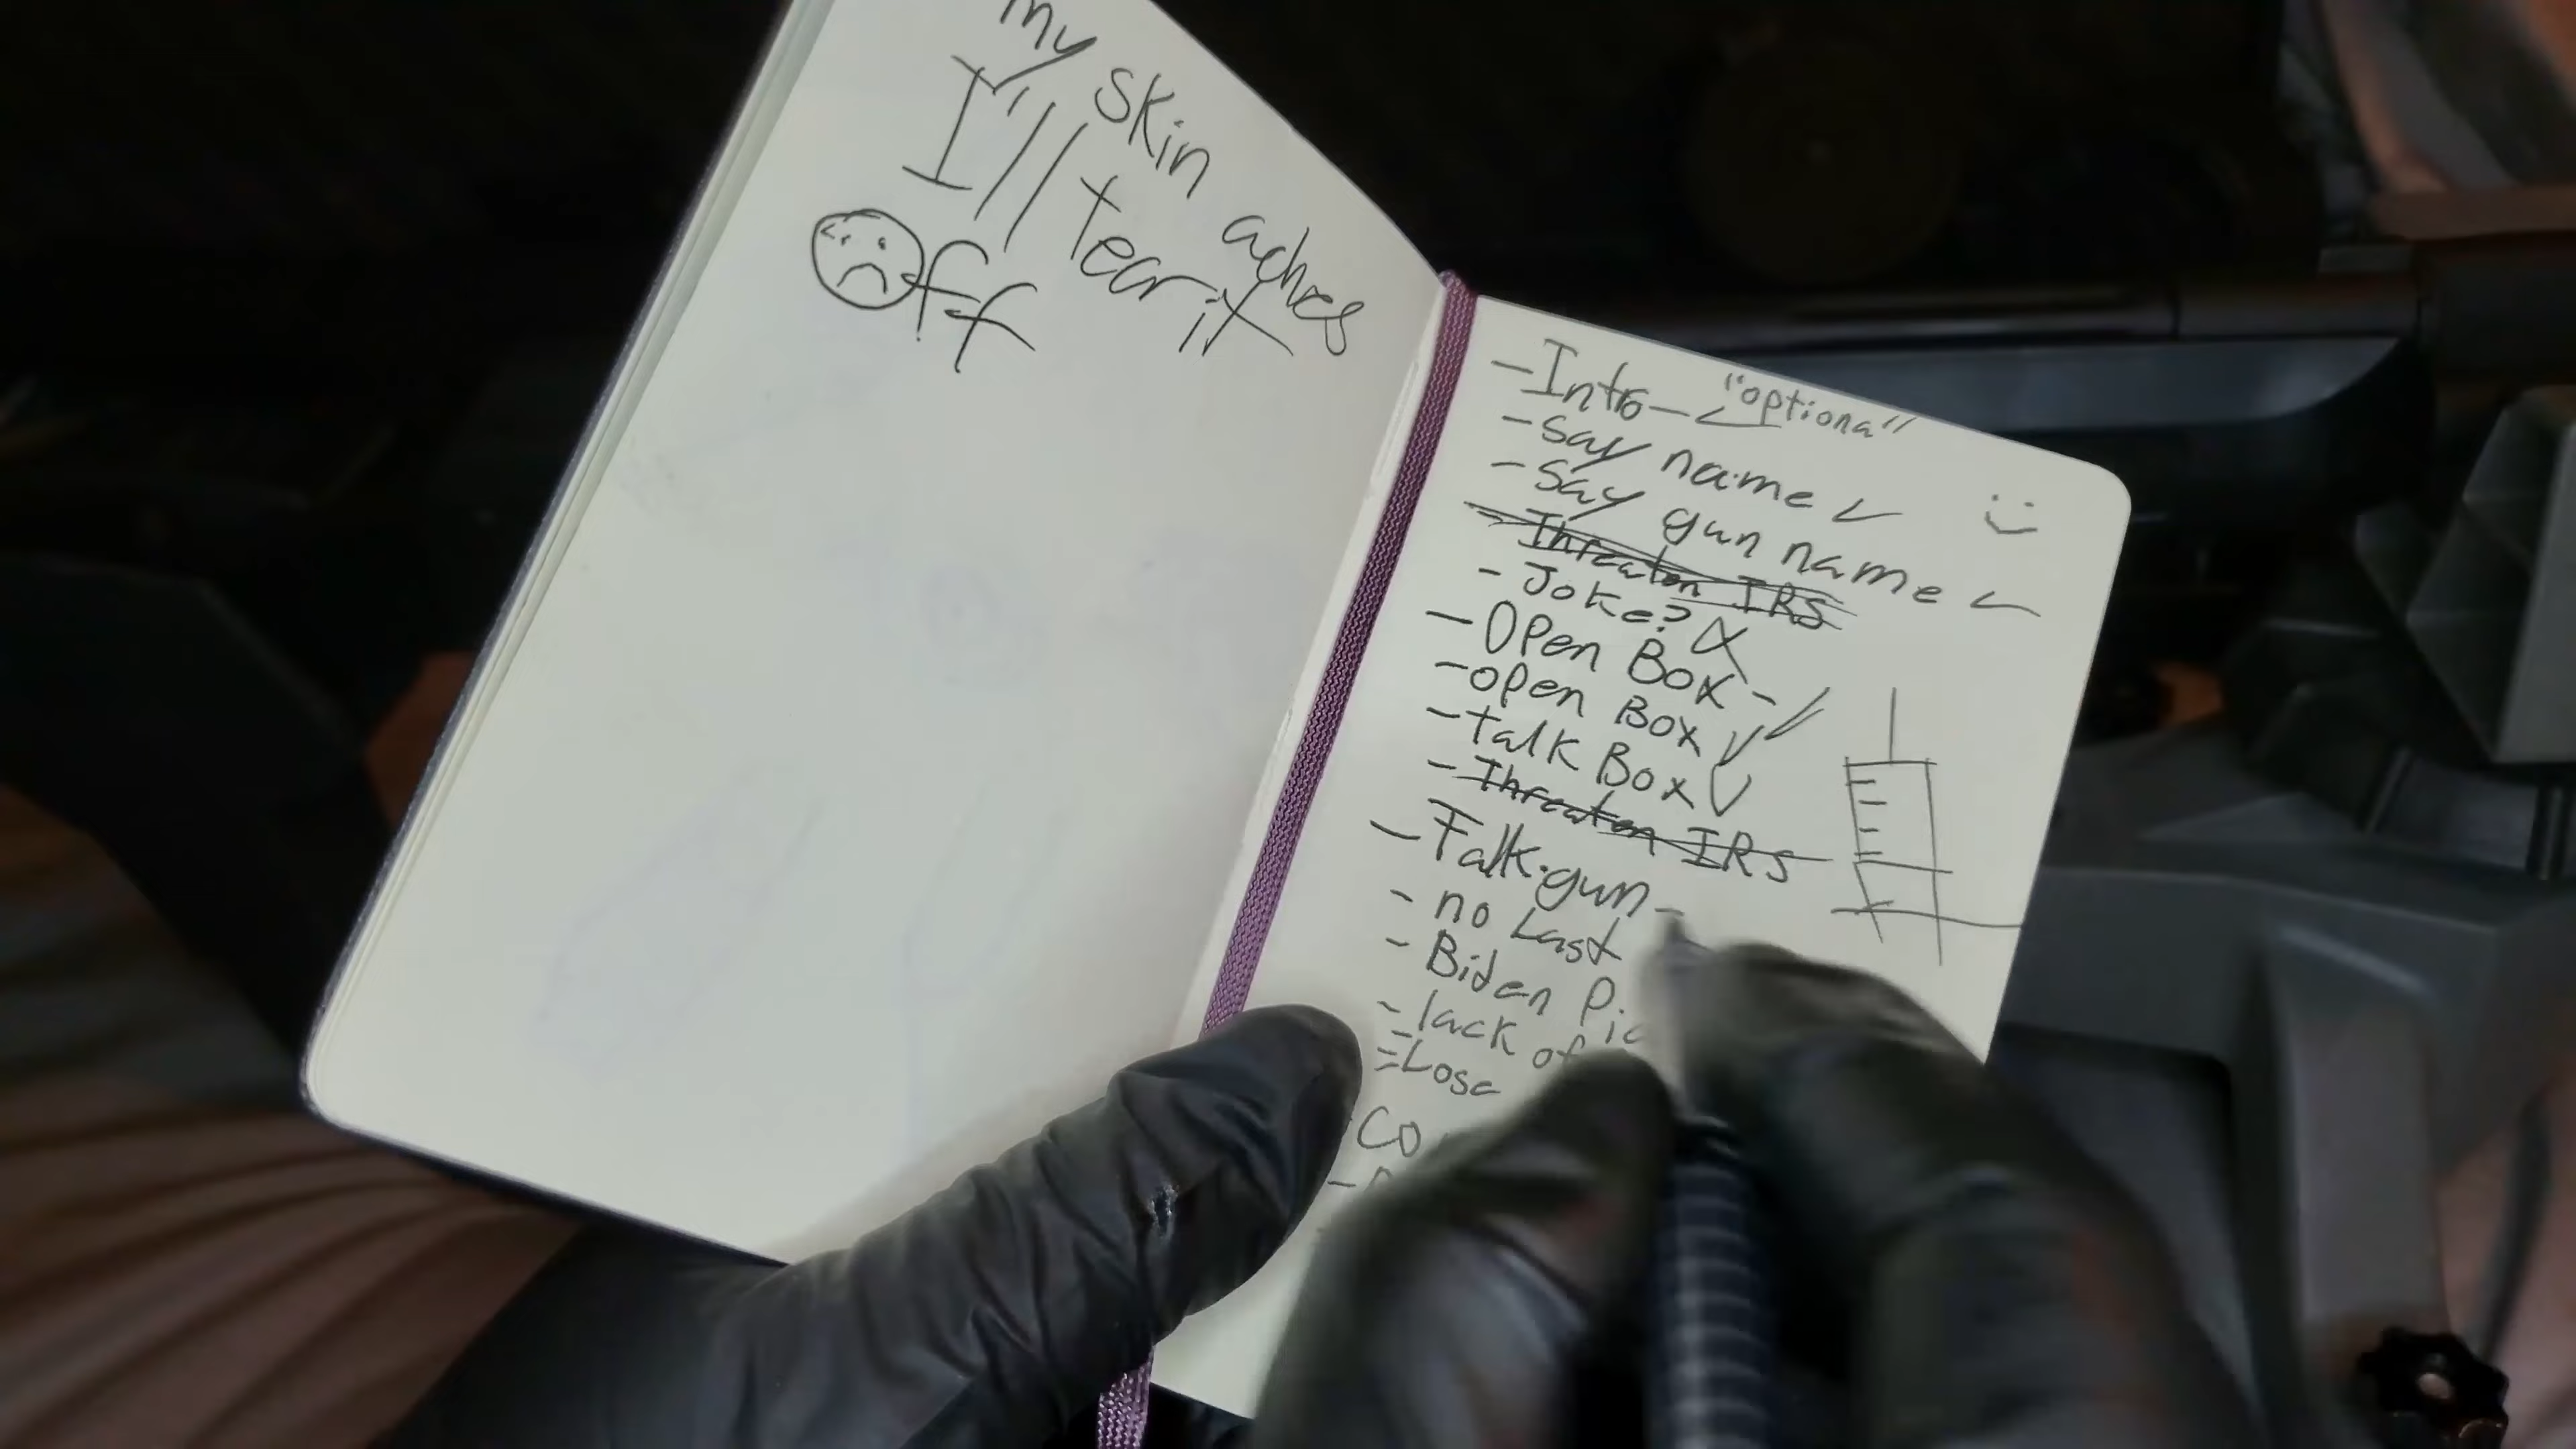 my skin aches
I'll tear it
Off
- Intro - "optiona"
- Say name
- Say gun name
- Threaten IRS
- Joke?
- Open Box -
- open Box
- talk Box
- Threaten IRS
- Talk gun -
- no Last
- Biden
- lack of
- Lose